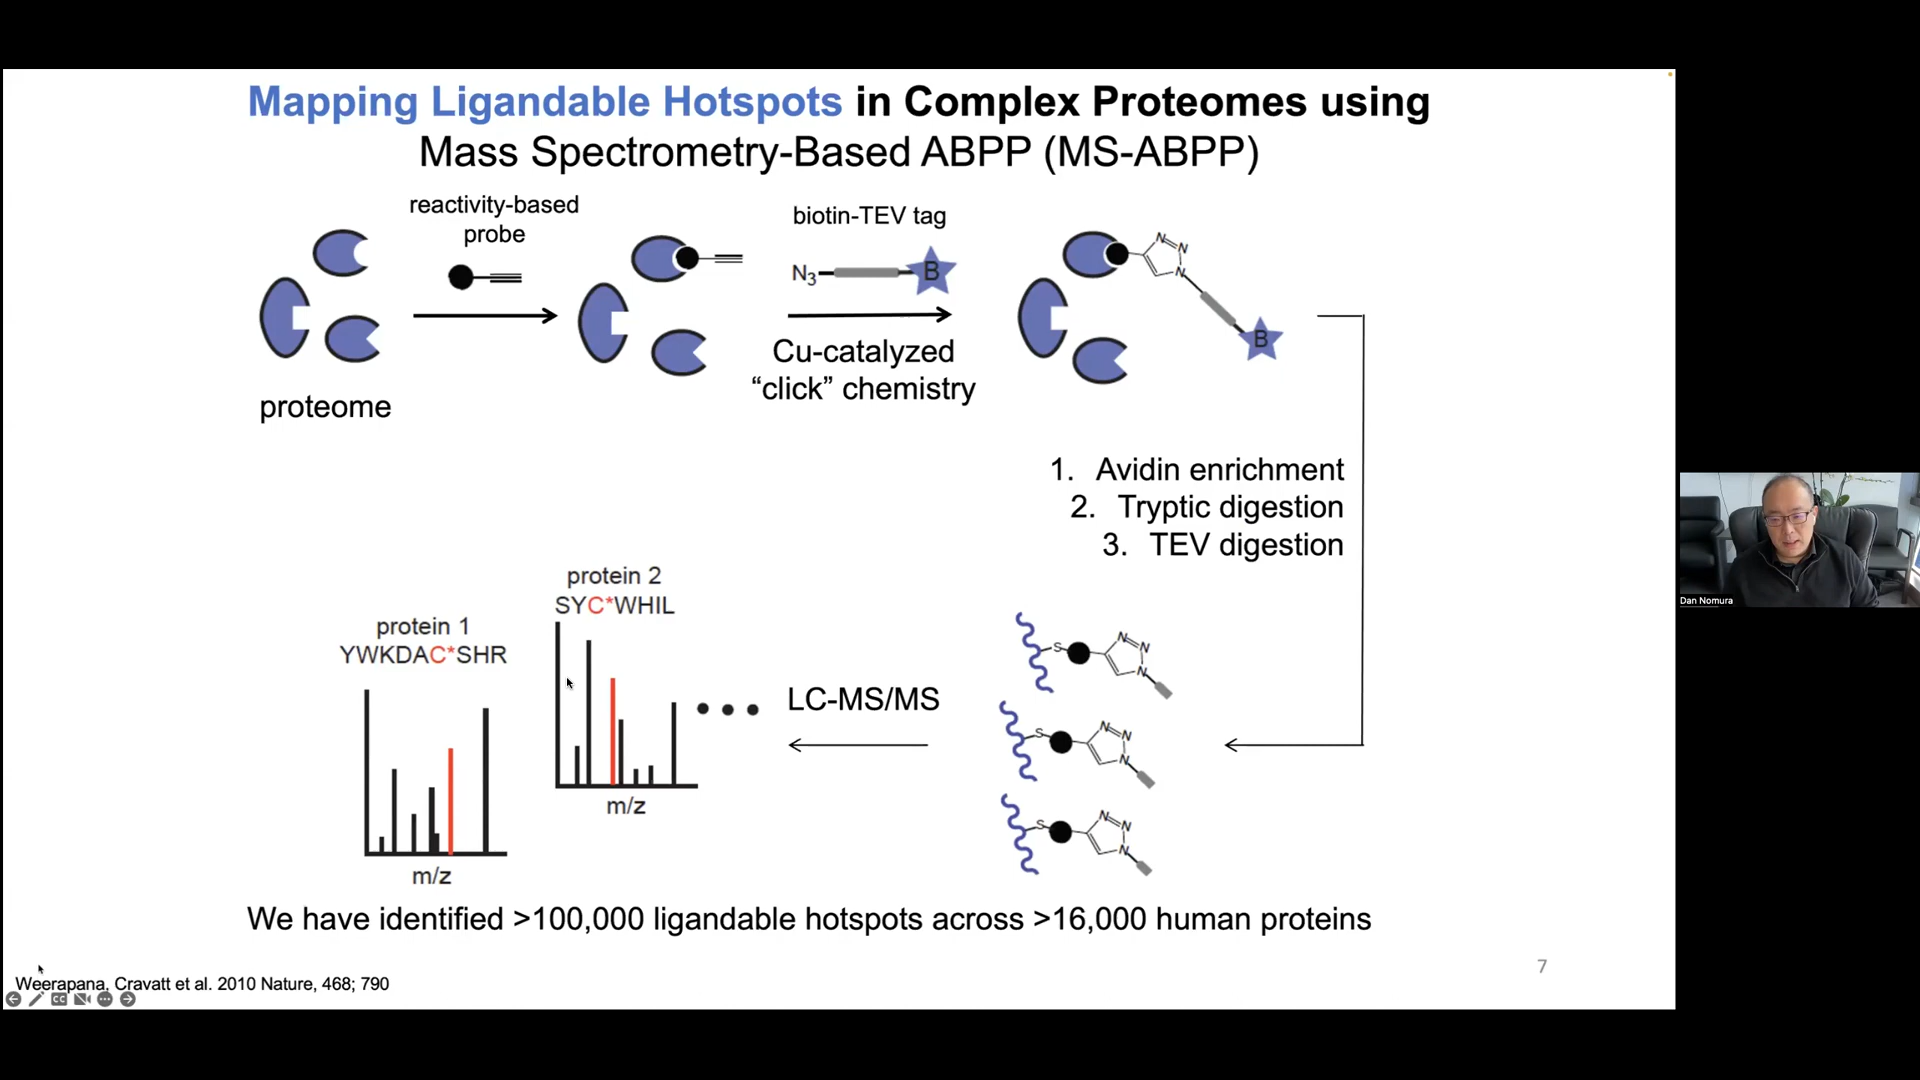 Mapping Ligandable Hotspots in Complex Proteomes using
Mass Spectrometry-Based ABPP (MS-ABPP)
reactivity-based
probe
biotin-TEV tag
N3
B
Cu-catalyzed
“click” chemistry
proteome
N
N
N
B
1. Avidin enrichment
2. Tryptic digestion
3. TEV digestion
protein 2
SYC*WHIL
m/z
protein 1
YWKDAC*SHR
m/z
LC-MS/MS
S
N
N
N
S
N
N
N
S
N
N
N
We have identified >100,000 ligandable hotspots across >16,000 human proteins
7
Weerapana, Cravatt et al. 2010 Nature, 468; 790
CC
Dan Nomura